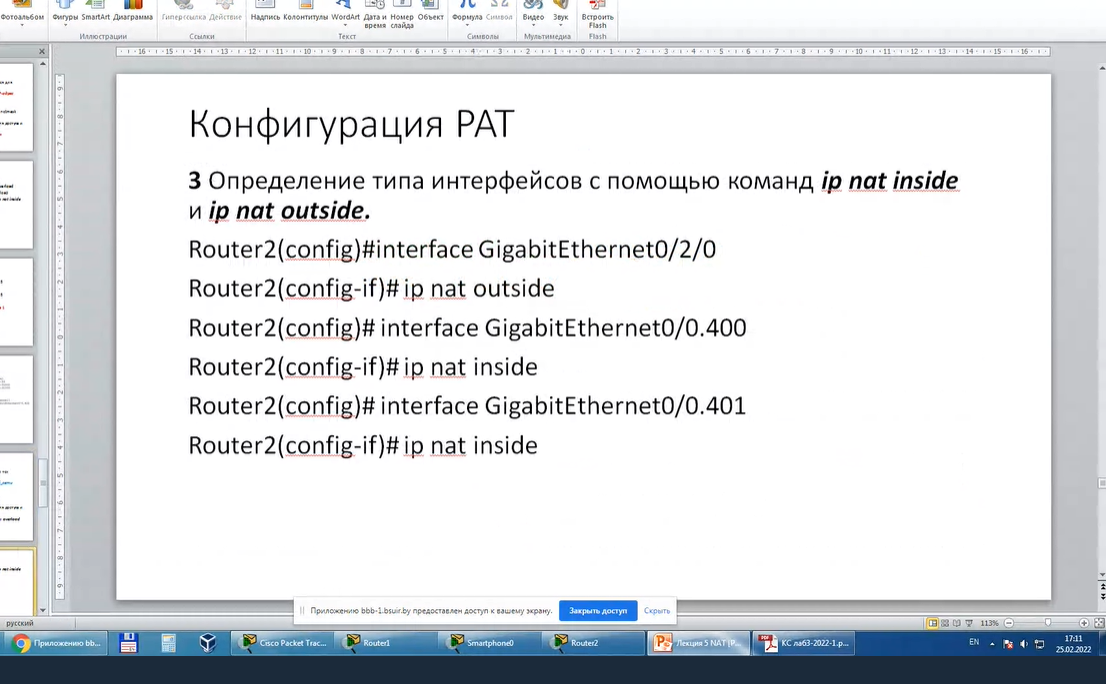 Фотоальбом Фигуры SmartArt Диаграмма Гиперссылка Действие Надпись Колонтитулы WordArt Дата и время Номер слайда Объект Формула Символ Видео Звук Встроить Flash
Иллюстрации Ссылки Текст Символы Мультимедиа Flash
Конфигурация PAT
3 Определение типа интерфейсов с помощью команд ip nat inside
и ip nat outside.
Router2(config)#interface GigabitEthernet0/2/0
Router2(config-if)# ip nat outside
Router2(config)# interface GigabitEthernet0/0.400
Router2(config-if)# ip nat inside
Router2(config)# interface GigabitEthernet0/0.401
Router2(config-if)# ip nat inside
Приложению bbb-1.bsuir.by предоставлен доступ к вашему экрану. Закрыть доступ Скрыть
русский 113%
Приложению bb... Cisco Packet Trac... Router1 Smartphone0 Router2 Лекция 5 NAT [P... КС лаб3-2022-1.p... EN 17:11
25.02.2022